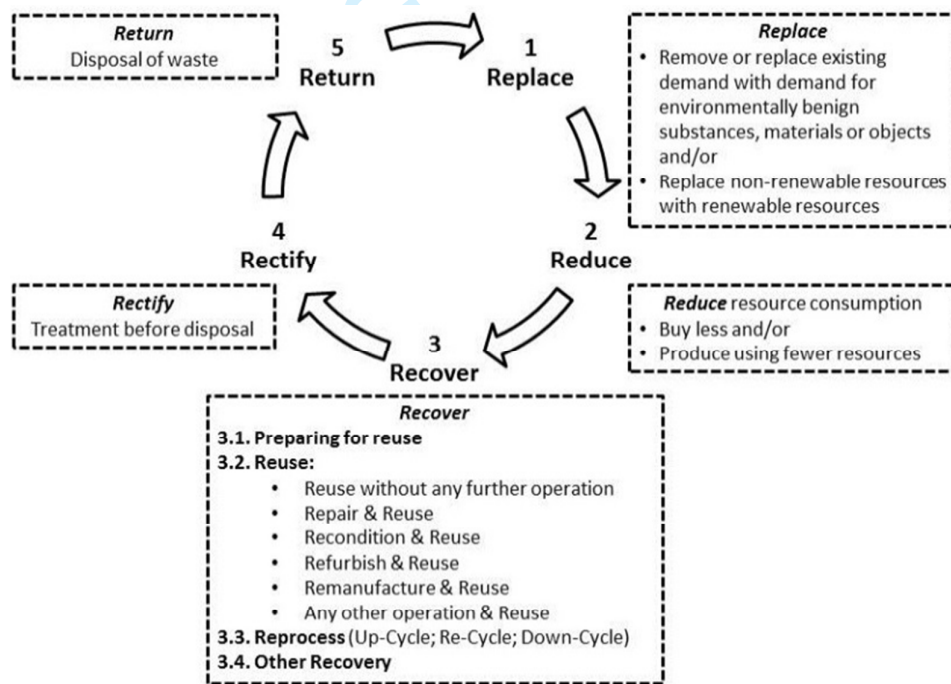 Return
Disposal of waste
5
Return
1
Replace
Replace
• Remove or replace existing
demand with demand for
environmentally benign
substances, materials or objects
and/or
• Replace non-renewable resources
with renewable resources
4
Rectify
2
Reduce
Rectify
Treatment before disposal
Reduce resource consumption
• Buy less and/or
• Produce using fewer resources
3
Recover
Recover
3.1. Preparing for reuse
3.2. Reuse:
• Reuse without any further operation
• Repair & Reuse
• Recondition & Reuse
• Refurbish & Reuse
• Remanufacture & Reuse
• Any other operation & Reuse
3.3. Reprocess (Up-Cycle; Re-Cycle; Down-Cycle)
3.4. Other Recovery